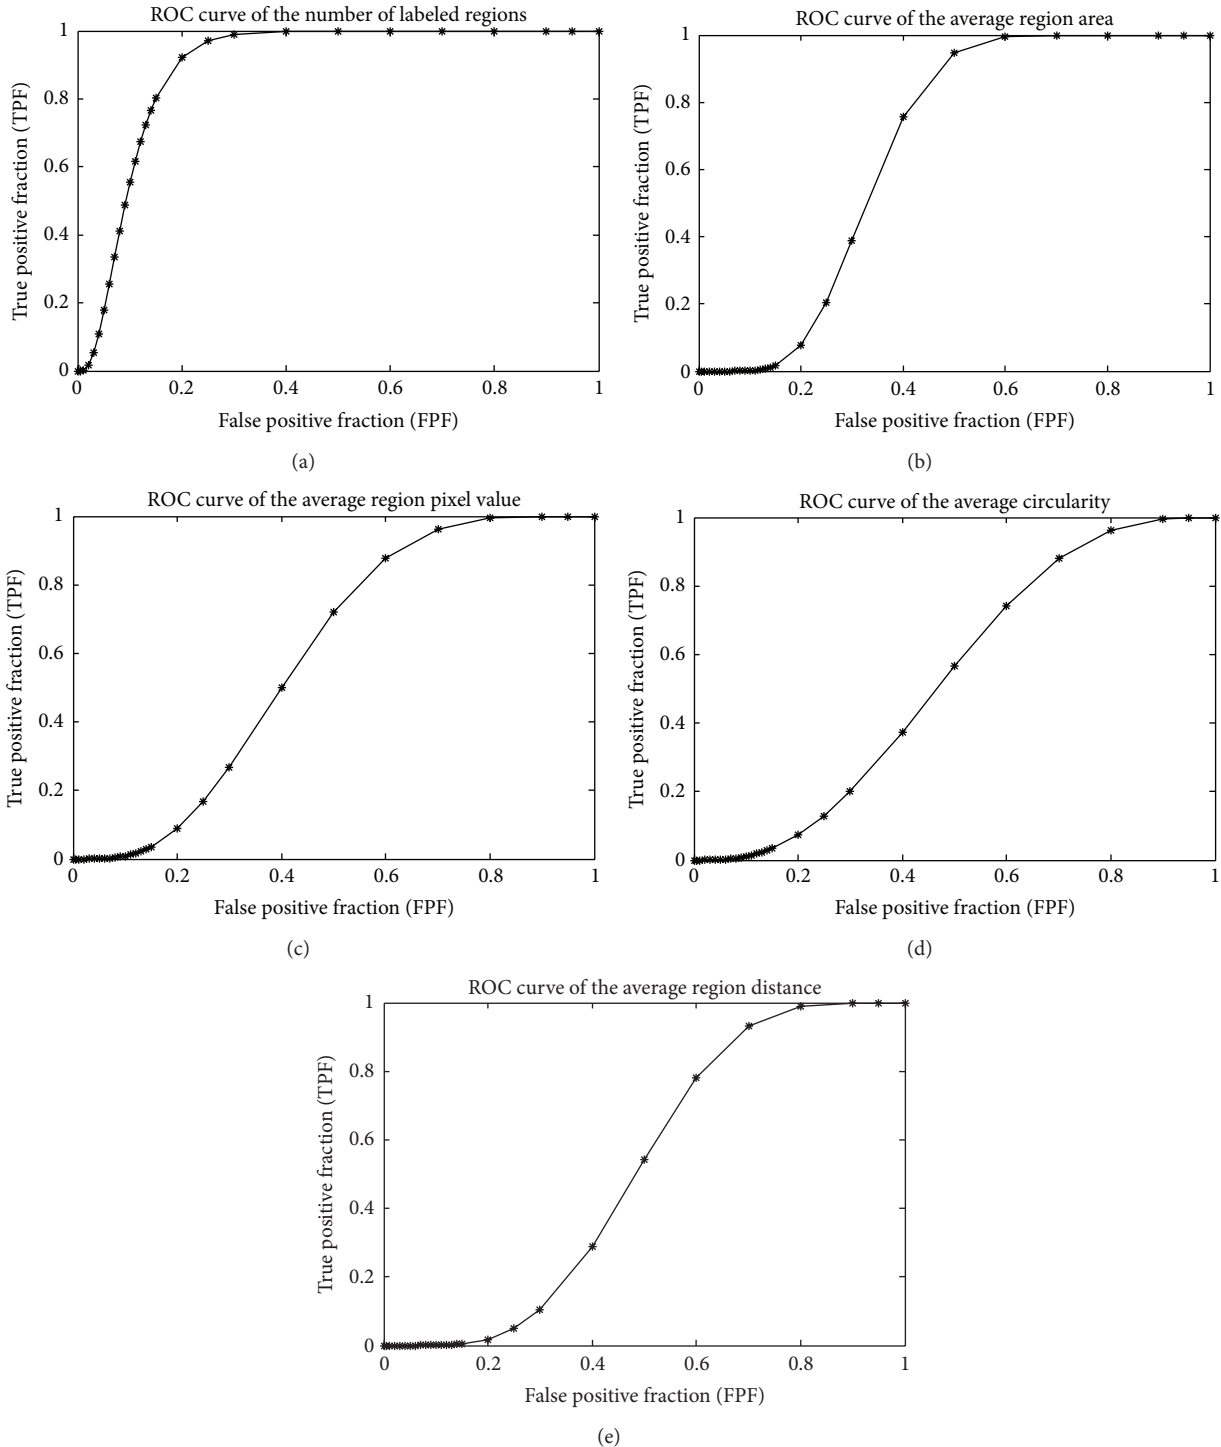 ROC curve of the number of labeled regions
True positive fraction (TPF)
1
0.8
0.6
0.4
0.2
0
0 0.2 0.4 0.6 0.8 1
False positive fraction (FPF)
(a)
ROC curve of the average region area
True positive fraction (TPF)
1
0.8
0.6
0.4
0.2
0
0 0.2 0.4 0.6 0.8 1
False positive fraction (FPF)
(b)
ROC curve of the average region pixel value
True positive fraction (TPF)
1
0.8
0.6
0.4
0.2
0
0 0.2 0.4 0.6 0.8 1
False positive fraction (FPF)
(c)
ROC curve of the average circularity
True positive fraction (TPF)
1
0.8
0.6
0.4
0.2
0
0 0.2 0.4 0.6 0.8 1
False positive fraction (FPF)
(d)
ROC curve of the average region distance
True positive fraction (TPF)
1
0.8
0.6
0.4
0.2
0
0 0.2 0.4 0.6 0.8 1
False positive fraction (FPF)
(e)